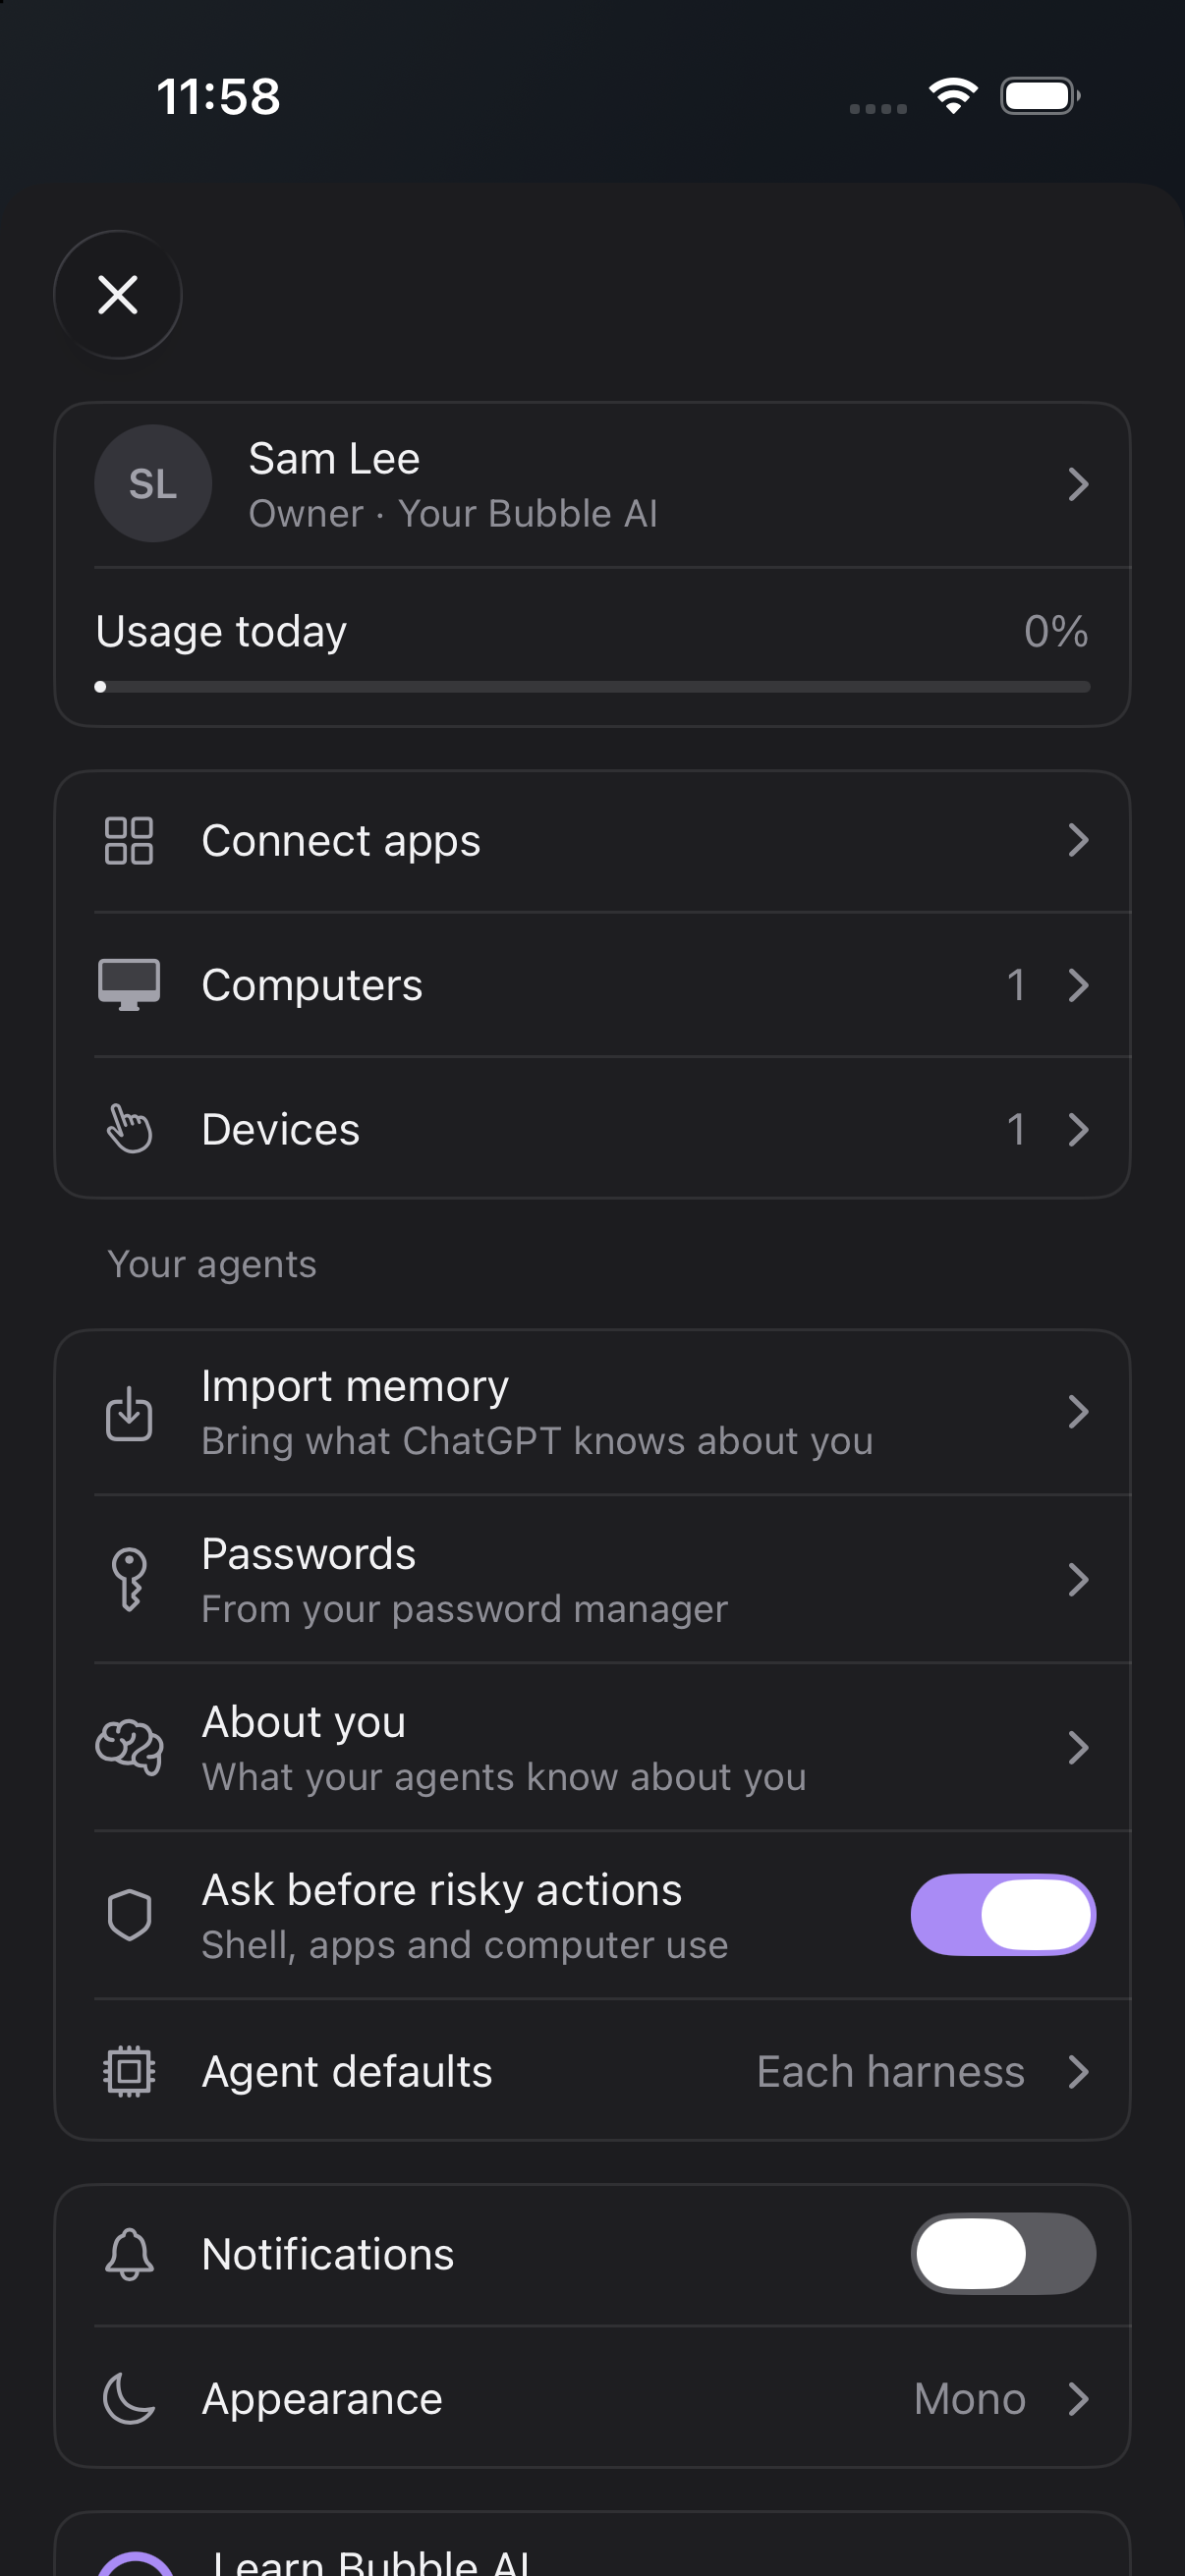 11:58
SL
Sam Lee
Owner · Your Bubble AI
Usage today
0%
Connect apps
Computers
1
Devices
1
Your agents
Import memory
Bring what ChatGPT knows about you
Passwords
From your password manager
About you
What your agents know about you
Ask before risky actions
Shell, apps and computer use
Agent defaults
Each harness
Notifications
Appearance
Mono
Learn Bubble AI